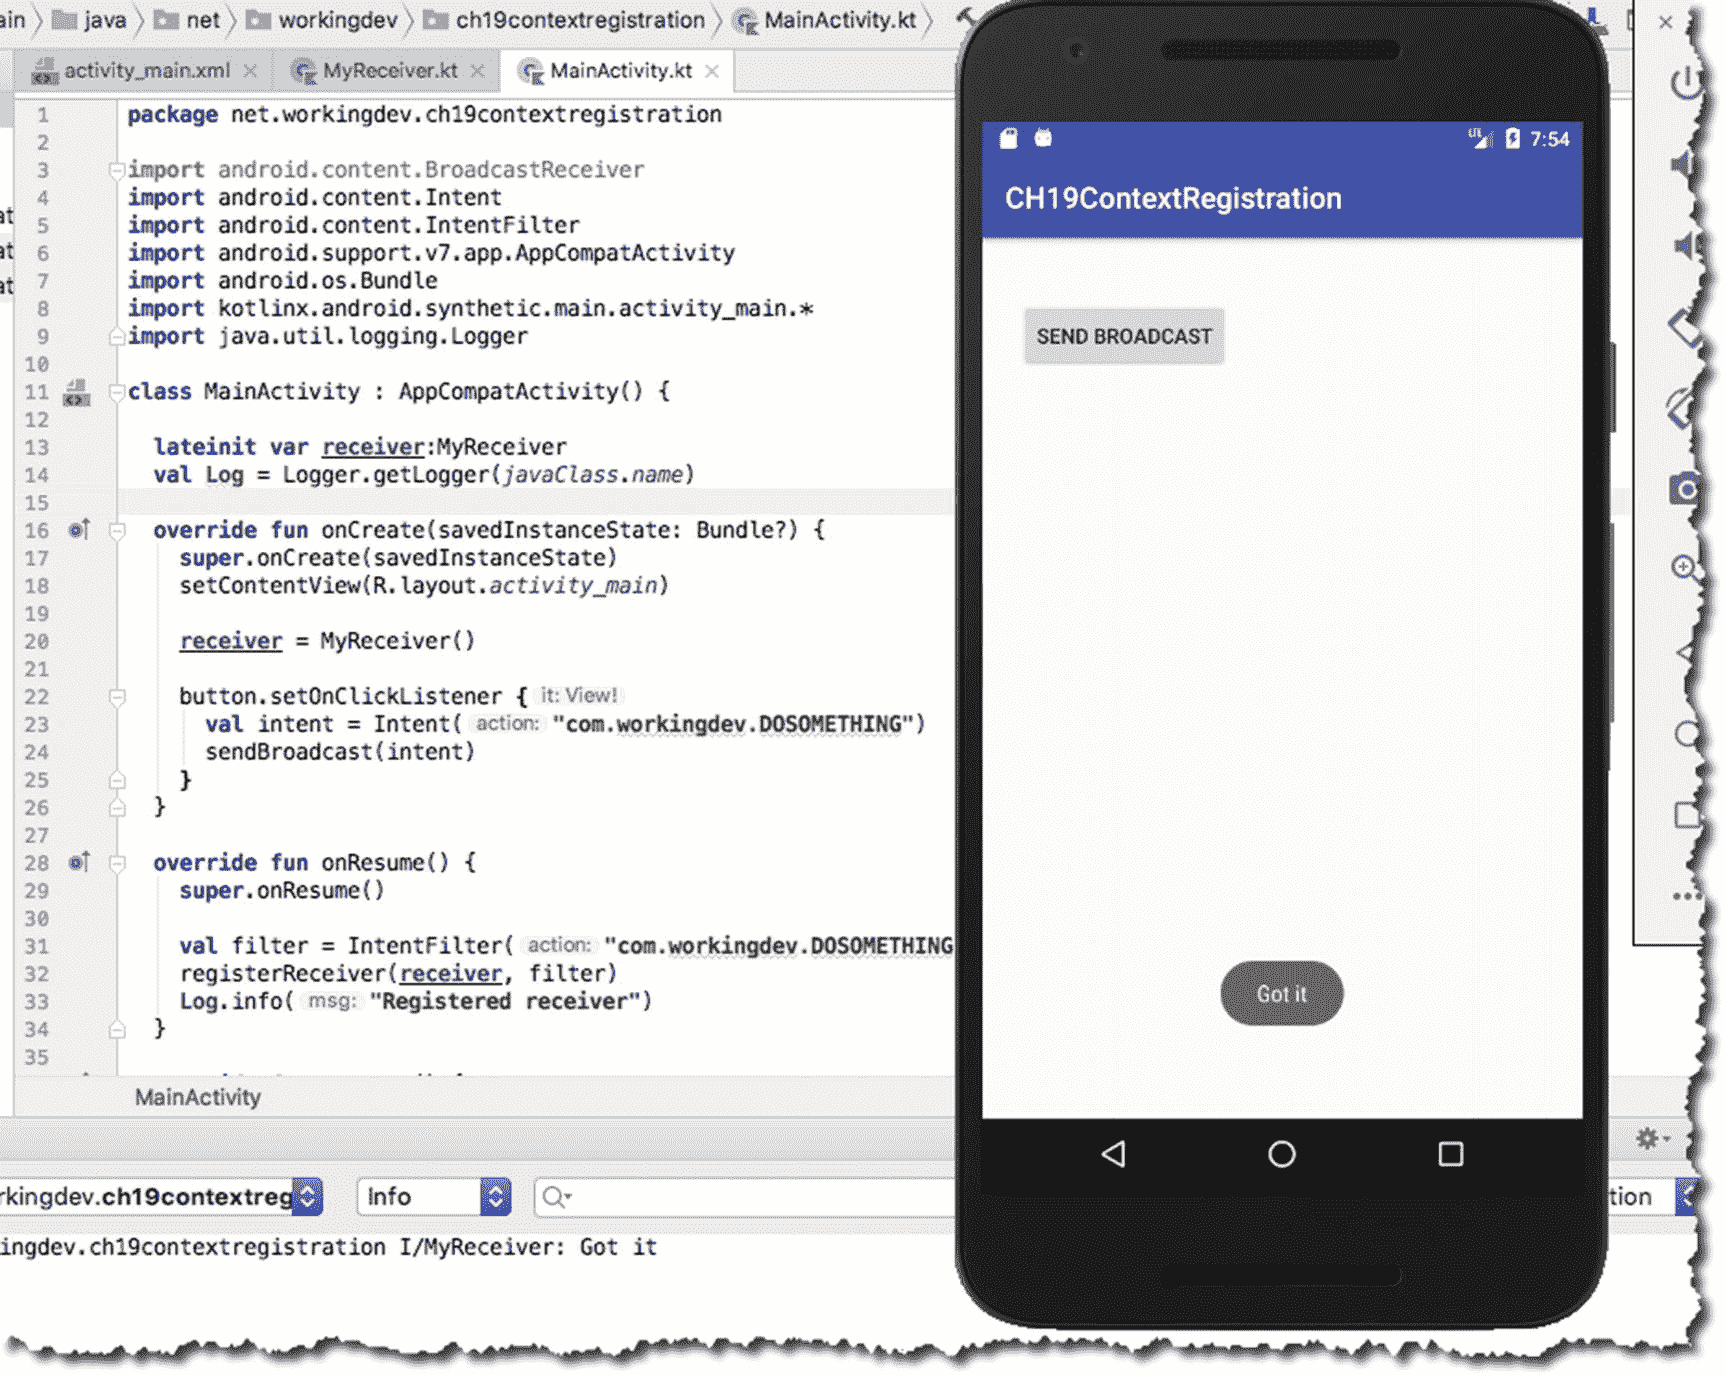 ain java net workingdev ch19contextregistration MainActivity.kt
activity_main.xml MyReceiver.kt MainActivity.kt
1 package net.workingdev.ch19contextregistration
2
3 import android.content.BroadcastReceiver
4 import android.content.Intent
5 import android.content.IntentFilter
6 import android.support.v7.app.AppCompatActivity
7 import android.os.Bundle
8 import kotlinx.android.synthetic.main.activity_main.*
9 import java.util.logging.Logger
10
11 class MainActivity : AppCompatActivity() {
12
13 lateinit var receiver:MyReceiver
14 val Log = Logger.getLogger(javaClass.name)
15
16 override fun onCreate(savedInstanceState: Bundle?) {
17 super.onCreate(savedInstanceState)
18 setContentView(R.layout.activity_main)
19
20 receiver = MyReceiver()
21
22 button.setOnClickListener { it: View!
23 val intent = Intent( action: "com.workingdev.DOSOMETHING")
24 sendBroadcast(intent)
25 }
26 }
27
28 override fun onResume() {
29 super.onResume()
30
31 val filter = IntentFilter( action: "com.workingdev.DOSOMETHING
32 registerReceiver(receiver, filter)
33 Log.info( msg: "Registered receiver")
34 }
35
MainActivity
rkingdev.ch19contextreg Info
tion
ingdev.ch19contextregistration I/MyReceiver: Got it
at
at
at
LTE 7:54
CH19ContextRegistration
SEND BROADCAST
Got it